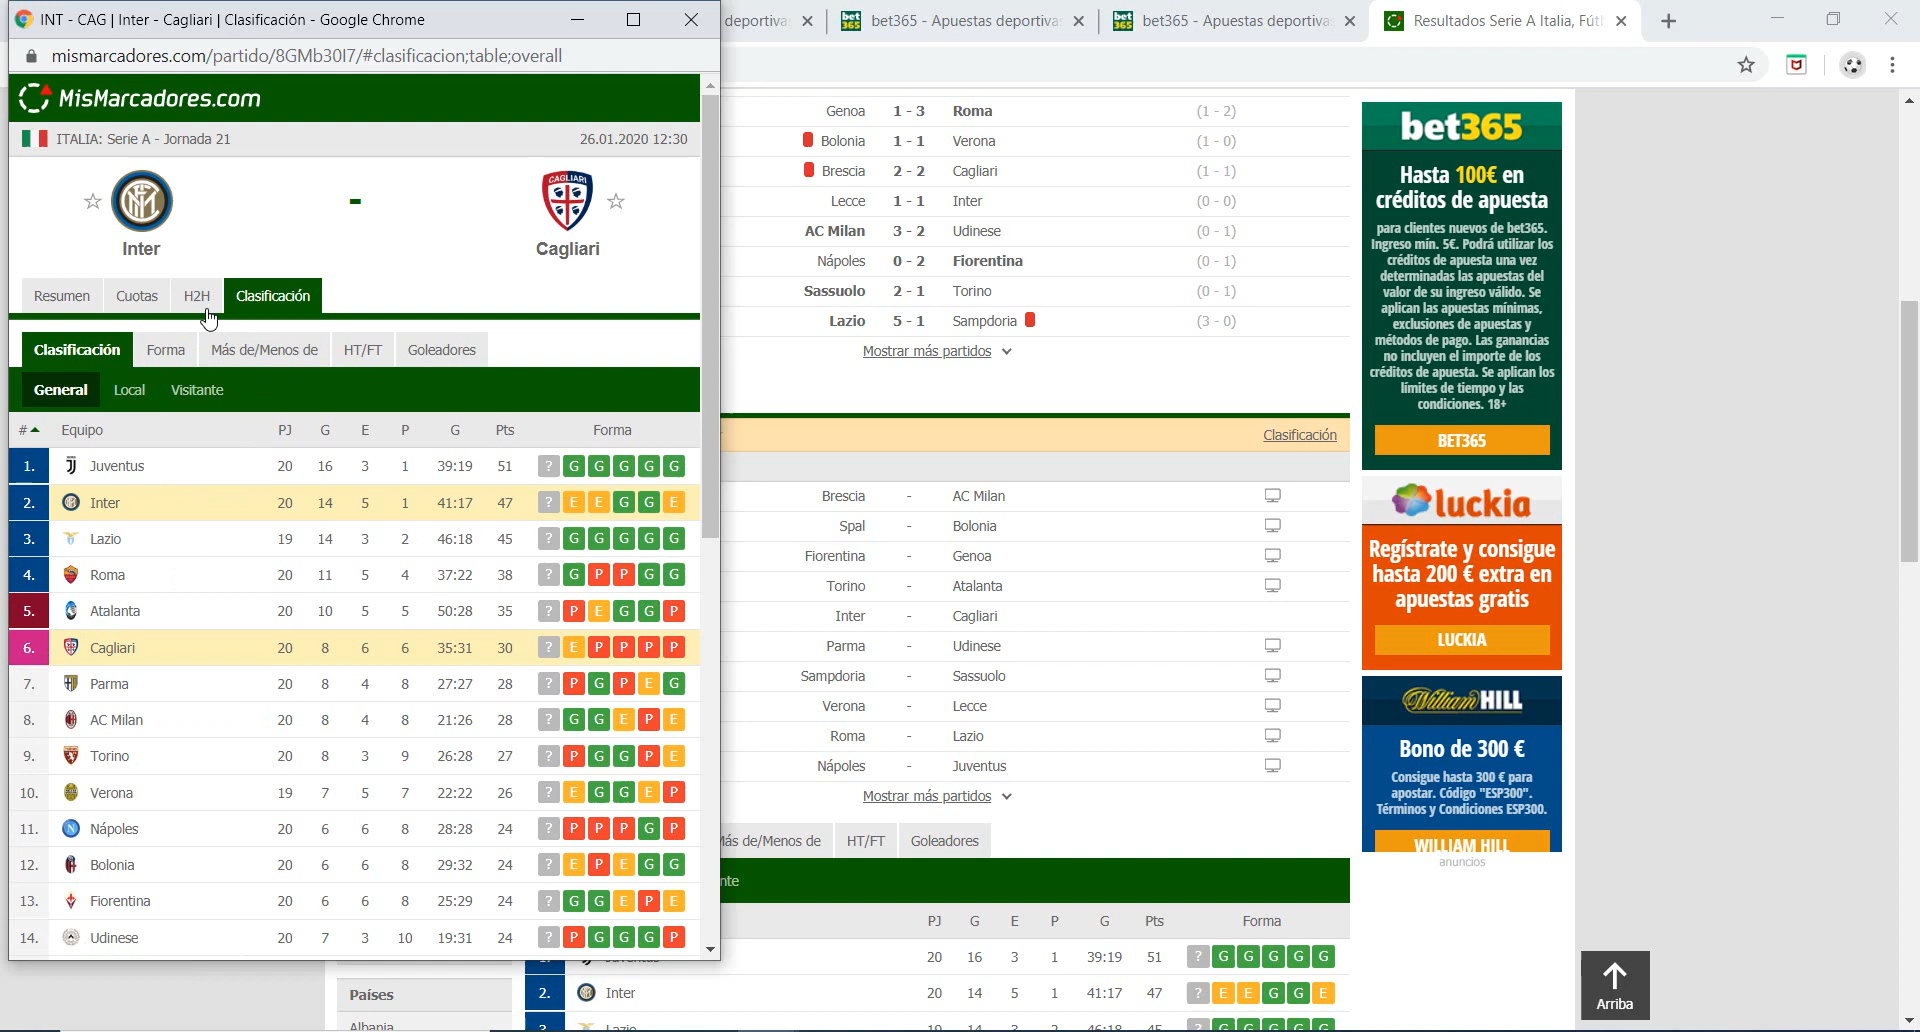 INT - CAG | Inter - Cagliari | Clasificación - Google Chrome
deportiva
bet365 - Apuestas deportiva
bet365 - Apuestas deportiva
Resultados Serie A Italia, Fút
mismarcadores.com/partido/8GMb30I7/#clasificacion;table;overall
MisMarcadores.com
ITALIA: Serie A - Jornada 21
26.01.2020 12:30
Inter
-
CAGLIARI
Cagliari
Resumen Cuotas H2H Clasificación
Clasificación Forma Más de/Menos de HT/FT Goleadores
General Local Visitante
# Equipo PJ G E P G Pts Forma
1. Juventus 20 16 3 1 39:19 51 ? G G G G G
2. Inter 20 14 5 1 41:17 47 ? E E G G E
3. Lazio 19 14 3 2 46:18 45 ? G G G G G
4. Roma 20 11 5 4 37:22 38 ? G P P G G
5. Atalanta 20 10 5 5 50:28 35 ? P E G G P
6. Cagliari 20 8 6 6 35:31 30 ? E P P P P
7. Parma 20 8 4 8 27:27 28 ? P G P E G
8. AC Milan 20 8 4 8 21:26 28 ? G G E P E
9. Torino 20 8 3 9 26:28 27 ? P G G P E
10. Verona 19 7 5 7 22:22 26 ? E G G E P
11. Nápoles 20 6 6 8 28:28 24 ? P P P G P
12. Bolonia 20 6 6 8 29:32 24 ? E P E G G
13. Fiorentina 20 6 6 8 25:29 24 ? G G E P E
14. Udinese 20 7 3 10 19:31 24 ? P G G G P
Genoa 1 - 3 Roma (1 - 2)
Bolonia 1 - 1 Verona (1 - 0)
Brescia 2 - 2 Cagliari (1 - 1)
Lecce 1 - 1 Inter (0 - 0)
AC Milan 3 - 2 Udinese (0 - 1)
Nápoles 0 - 2 Fiorentina (0 - 1)
Sassuolo 2 - 1 Torino (0 - 1)
Lazio 5 - 1 Sampdoria (3 - 0)
Mostrar más partidos
Clasificación
Brescia - AC Milan
Spal - Bolonia
Fiorentina - Genoa
Torino - Atalanta
Inter - Cagliari
Parma - Udinese
Sampdoria - Sassuolo
Verona - Lecce
Roma - Lazio
Nápoles - Juventus
Mostrar más partidos
Más de/Menos de HT/FT Goleadores
nte
PJ G E P G Pts Forma
20 16 3 1 39:19 51 ? G G G G G
2. Inter 20 14 5 1 41:17 47 ? E E G G E
3. Lazio 19 14 3 2 46:18 45 ? G G G G G
Países
Albania
bet365
Hasta 100€ en
créditos de apuesta
para clientes nuevos de bet365.
Ingreso mín. 5€. Podrá utilizar los
créditos de apuesta una vez
determinadas las apuestas del
valor de su ingreso válido. Se
aplican las apuestas mínimas,
exclusiones de apuestas y
métodos de pago. Las ganancias
no incluyen el importe de los
créditos de apuesta. Se aplican los
límites de tiempo y las
condiciones. 18+
BET365
luckia
Regístrate y consigue
hasta 200 € extra en
apuestas gratis
LUCKIA
William HILL
Bono de 300 €
Consigue hasta 300 € para
apostar. Código "ESP300".
Términos y Condiciones ESP300.
WILLIAM HILL
anuncios
Arriba